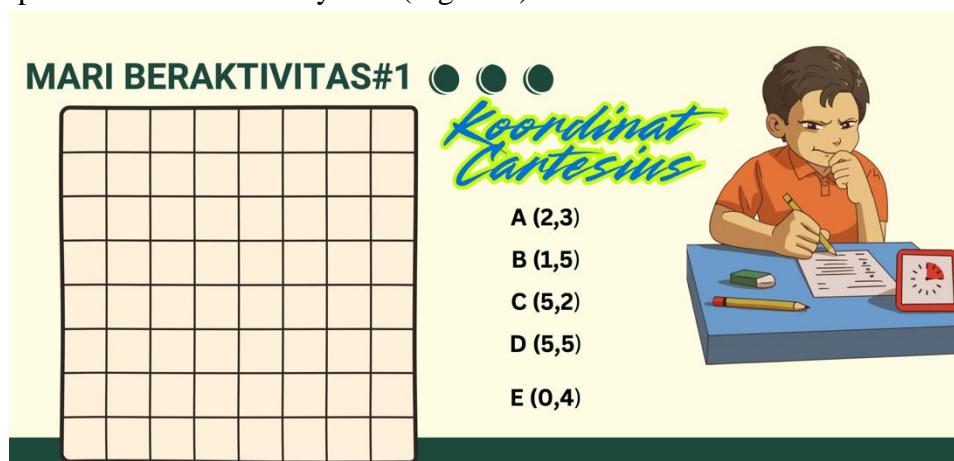 MARI BERAKTIVITAS#1
Koordinat
Cartesius
A (2,3)
B (1,5)
C (5,2)
D (5,5)
E (0,4)